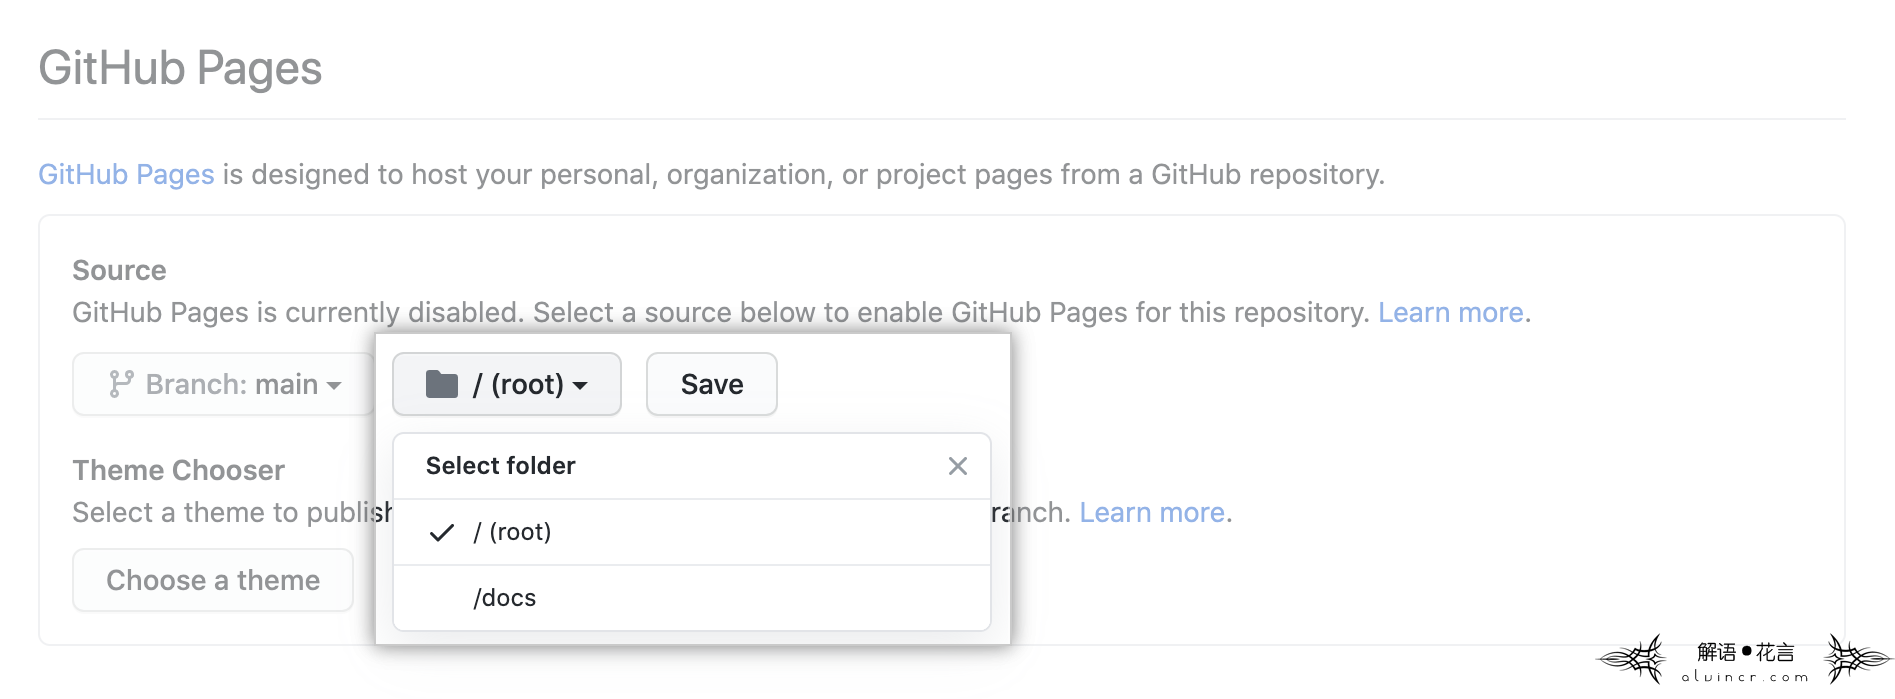 GitHub Pages
GitHub Pages is designed to host your personal, organization, or project pages from a GitHub repository.
Source
GitHub Pages is currently disabled. Select a source below to enable GitHub Pages for this repository. Learn more.
Branch: main / (root) Save
Select folder
Theme Chooser
Select a theme to publish ranch. Learn more.
/ (root)
Choose a theme
/docs
解语•花言
alvincr.com